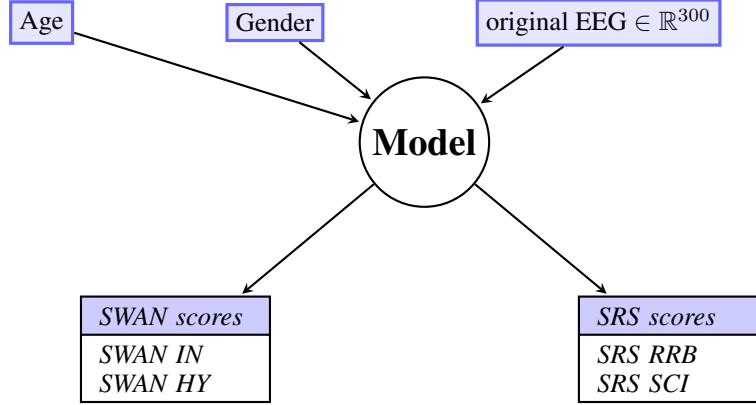 Age
Gender
original EEG ∈ ℝ³⁰⁰
Model
SWAN scores
SWAN IN
SWAN HY
SRS scores
SRS RRB
SRS SCI